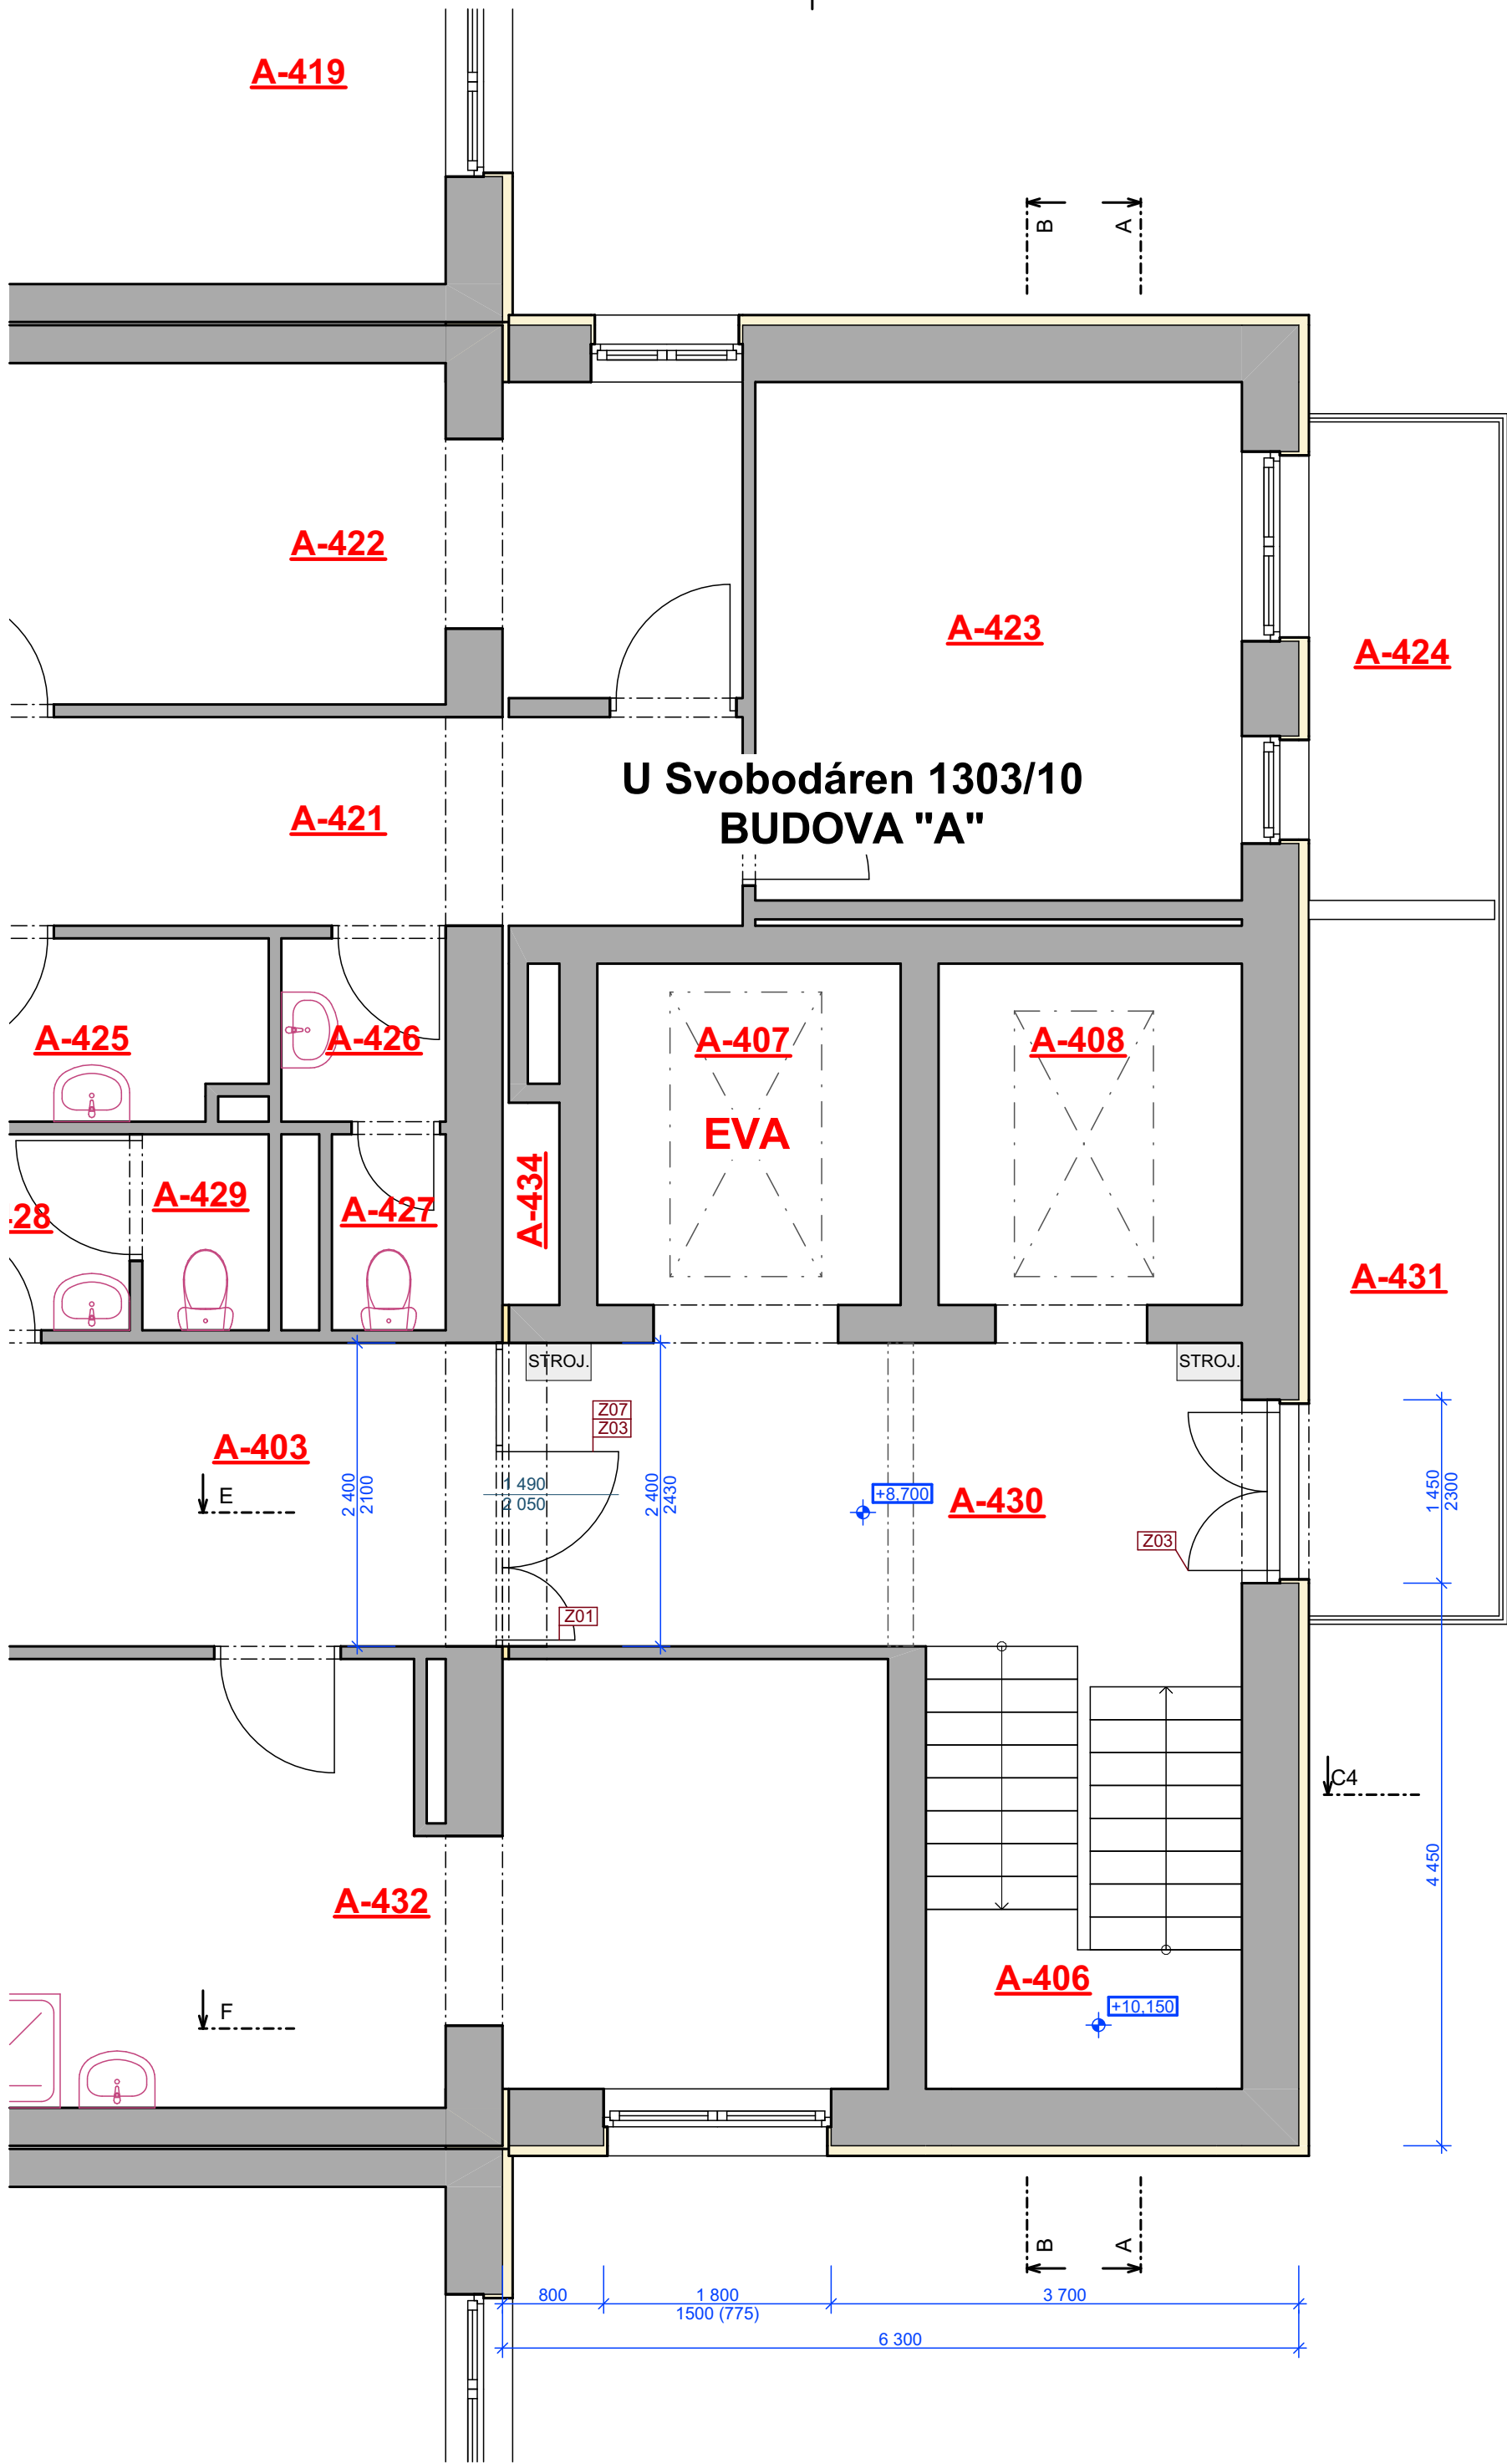 A-419
B
A
A-422
A-423
A-424
U Svobodáren 1303/10
BUDOVA "A"
A-421
A-425
A-426
A-407
A-408
EVA
A-434
A-429
A-427
-28
A-431
STROJ.
STROJ.
Z07
Z03
A-403
E
2 400
2100
1 490
2 050
2 400
2430
+8,700
A-430
Z03
1 450
2300
Z01
C4
4 450
A-432
A-406
+10,150
F
B
A
800
1 800
1500 (775)
3 700
6 300